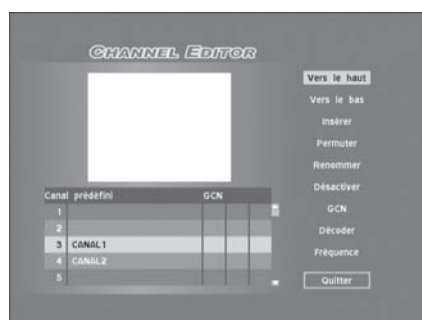 CHANNEL EDITOR
Vers le haut
Vers le bas
Insérer
Permuter
Renommer
Désactiver
GCN
Décoder
Fréquence
Quitter
Canal prédéfini GCN
1
2
3 CANAL1
4 CANAL2
5